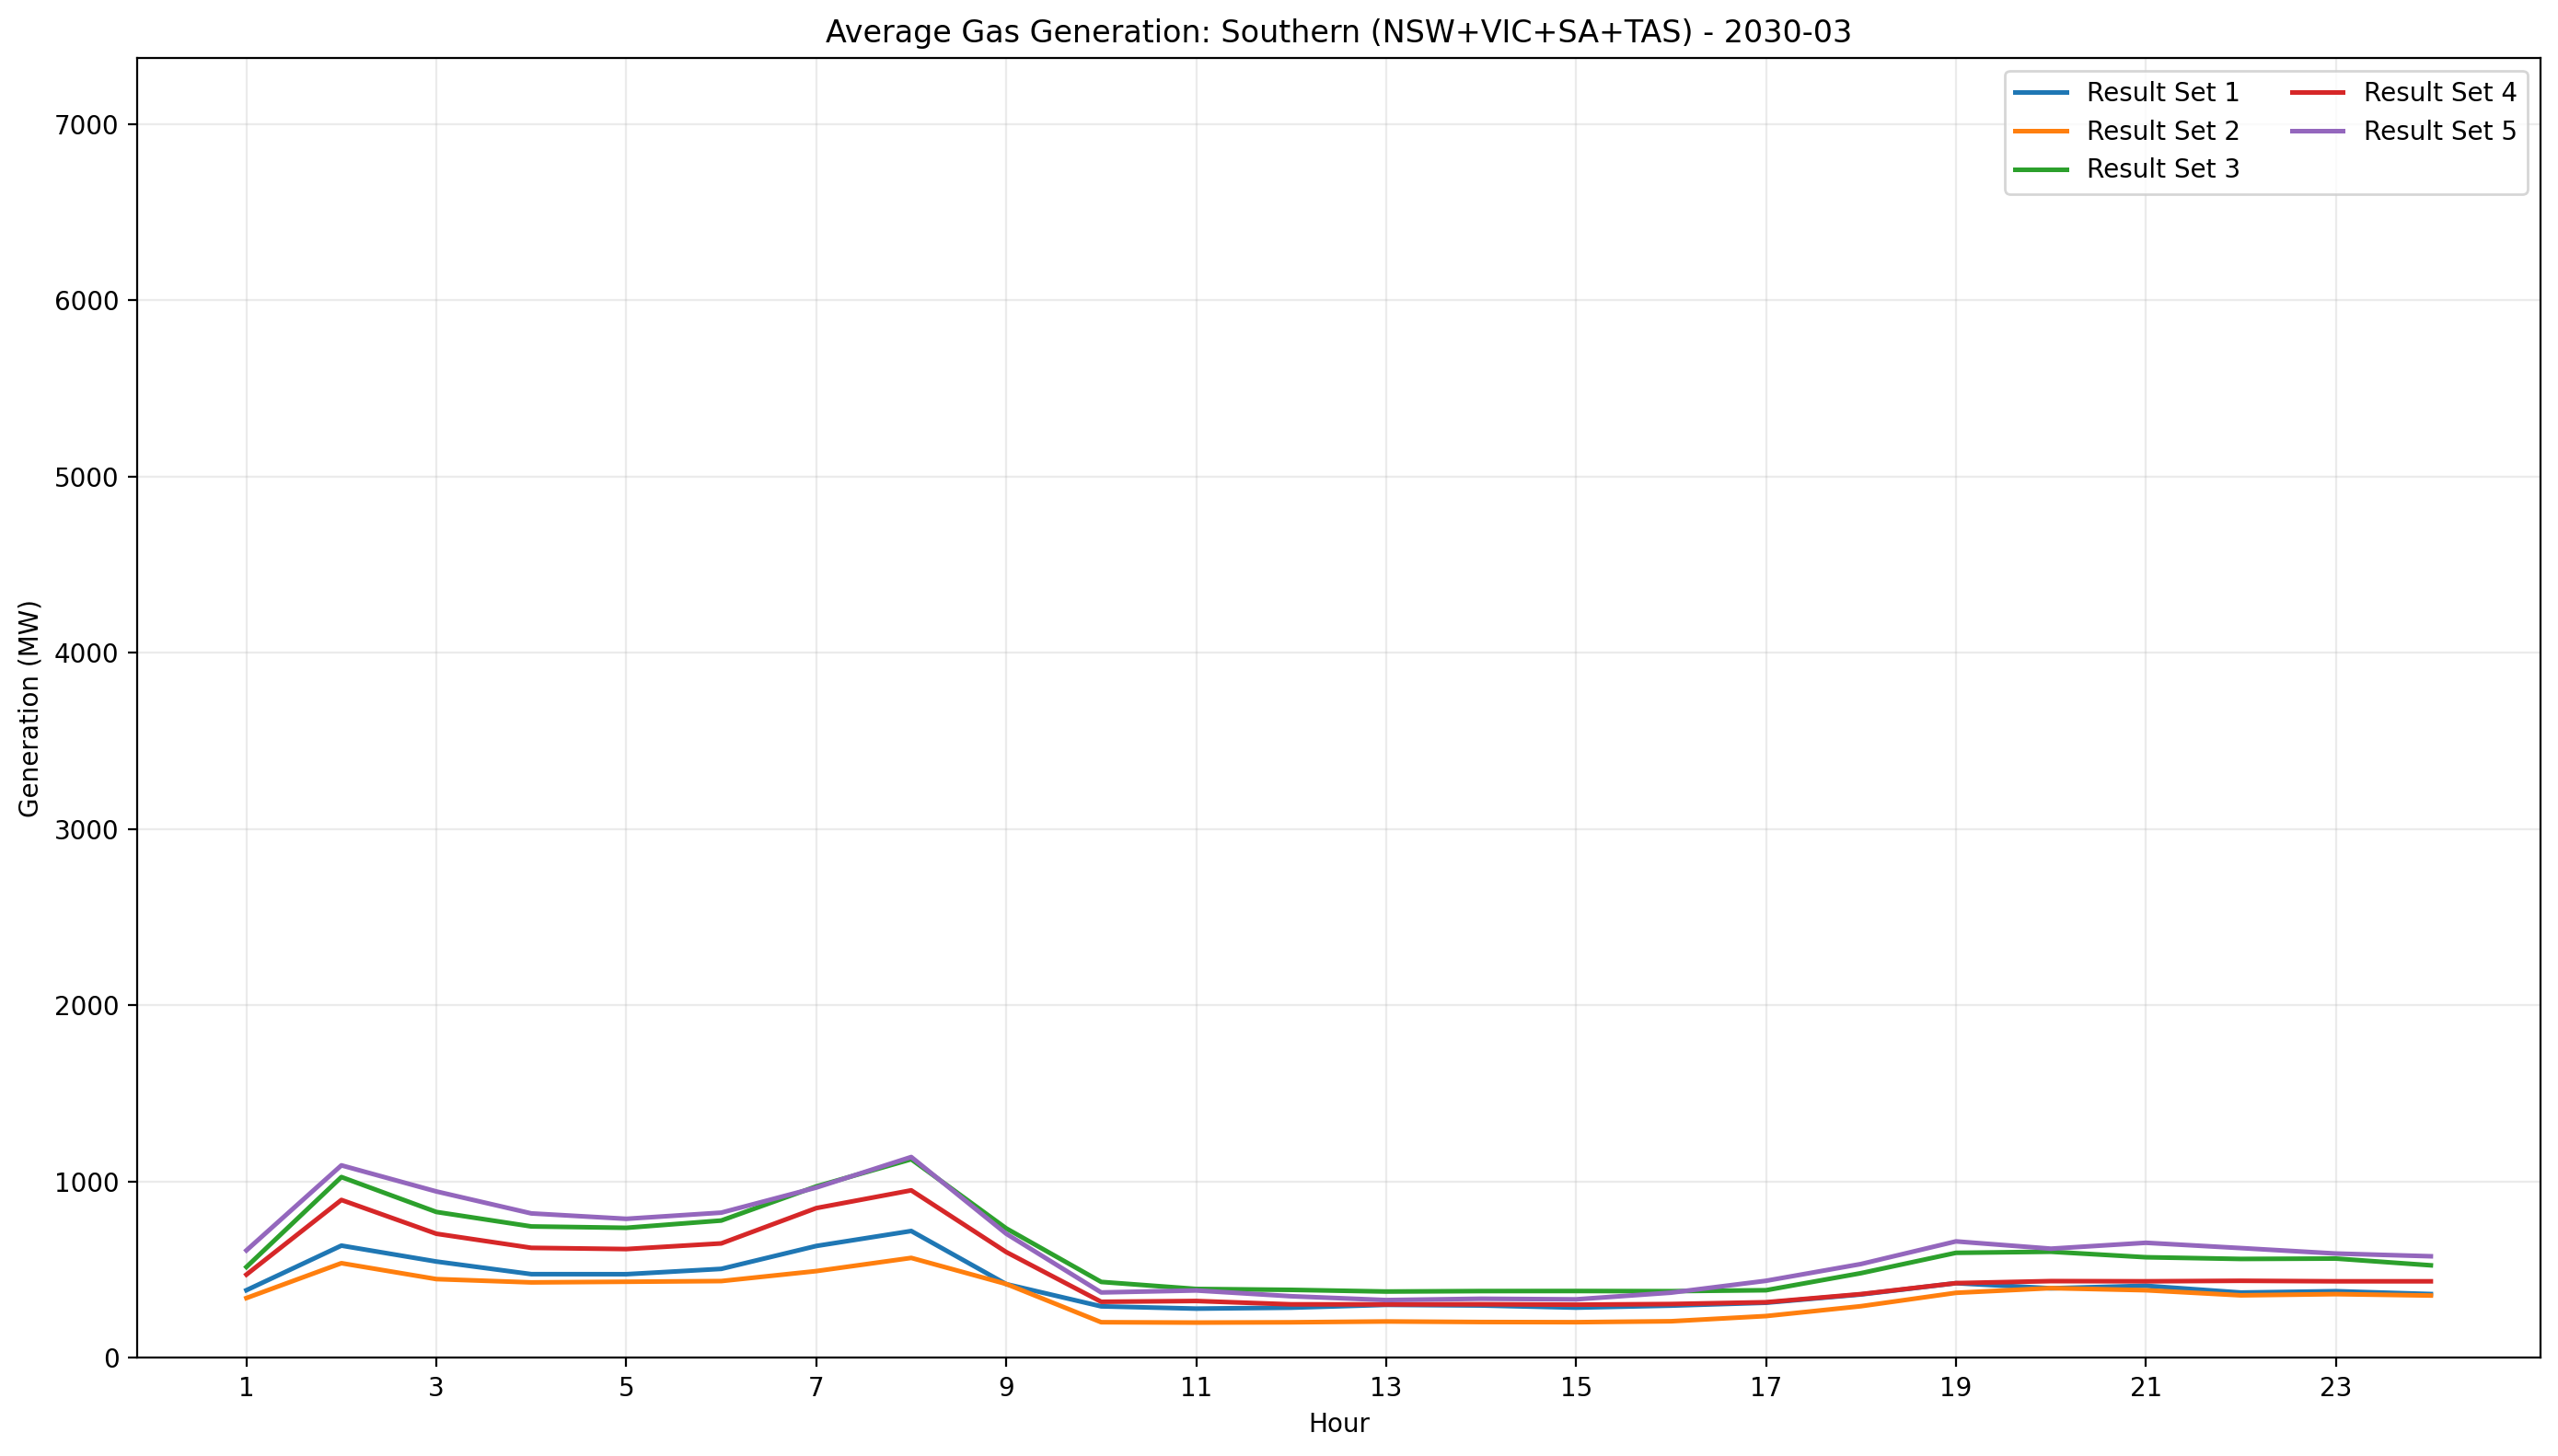 Average Gas Generation: Southern (NSW+VIC+SA+TAS) - 2030-03
Result Set 1
Result Set 2
Result Set 3
Result Set 4
Result Set 5
Generation (MW)
7000
6000
5000
4000
3000
2000
1000
0
1 3 5 7 9 11 13 15 17 19 21 23
Hour